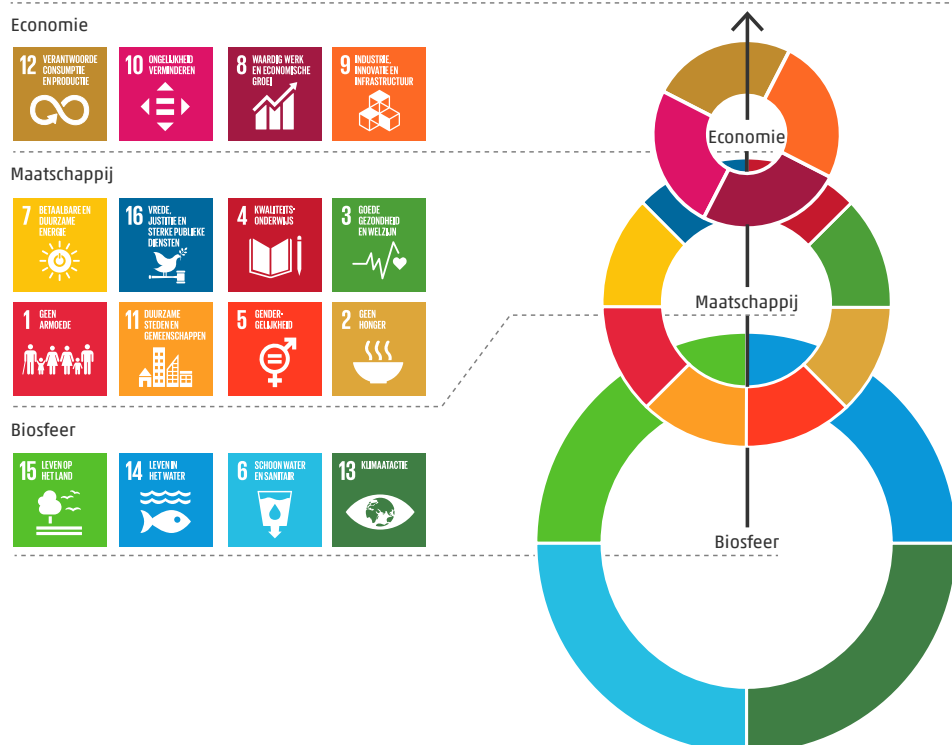 Economie
12 VERANTWOORDE
CONSUMPTIE
EN PRODUCTIE
10 ONGELIJKHEID
VERMINDEREN
8 WAARDIG WERK
EN ECONOMISCHE
GROEI
9 INDUSTRIE,
INNOVATIE EN
INFRASTRUCTUUR
Economie
Maatschappij
7 BETAALBARE EN
DUURZAME
ENERGIE
16 VREDE,
JUSTITIE EN
STERKE PUBLIEKE
DIENSTEN
4 KWALITEITS-
ONDERWIJS
3 GOEDE
GEZONDHEID
EN WELZIJN
Maatschappij
1 GEEN
ARMOEDE
11 DUURZAME
STEDEN EN
GEMEENSCHAPPEN
5 GENDER-
GELIJKHEID
2 GEEN
HONGER
Biosfeer
15 LEVEN OP
HET LAND
14 LEVEN IN
HET WATER
6 SCHOON WATER
EN SANITAIR
13 KLIMAATACTIE
Biosfeer